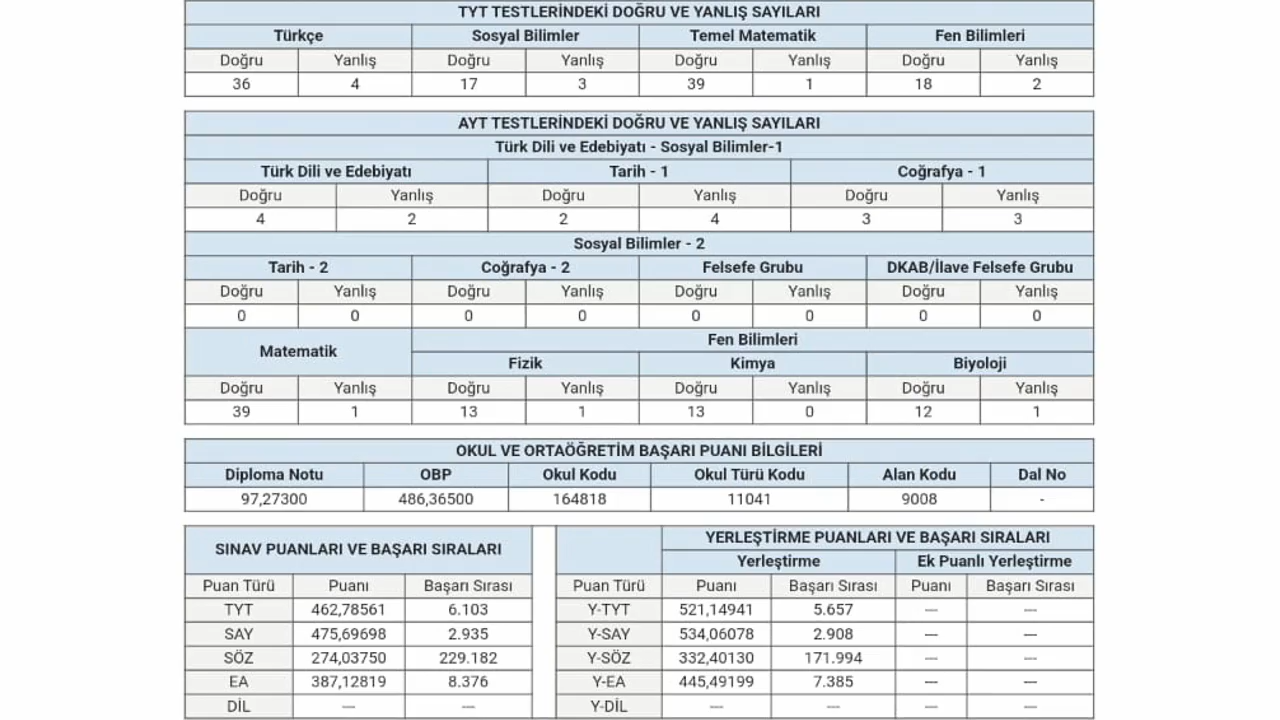 TYT TESTLERİNDEKİ DOĞRU VE YANLIŞ SAYILARI
Türkçe Sosyal Bilimler Temel Matematik Fen Bilimleri
Doğru Yanlış Doğru Yanlış Doğru Yanlış Doğru Yanlış
36 4 17 3 39 1 18 2
AYT TESTLERİNDEKİ DOĞRU VE YANLIŞ SAYILARI
Türk Dili ve Edebiyatı - Sosyal Bilimler-1
Türk Dili ve Edebiyatı Tarih - 1 Coğrafya - 1
Doğru Yanlış Doğru Yanlış Doğru Yanlış
4 2 2 4 3 3
Sosyal Bilimler - 2
Tarih - 2 Coğrafya - 2 Felsefe Grubu DKAB/İlave Felsefe Grubu
Doğru Yanlış Doğru Yanlış Doğru Yanlış Doğru Yanlış
0 0 0 0 0 0 0 0
Matematik Fen Bilimleri
Fizik Kimya Biyoloji
Doğru Yanlış Doğru Yanlış Doğru Yanlış Doğru Yanlış
39 1 13 1 13 0 12 1
OKUL VE ORTAÖĞRETİM BAŞARI PUANI BİLGİLERİ
Diploma Notu OBP Okul Kodu Okul Türü Kodu Alan Kodu Dal No
97,27300 486,36500 164818 11041 9008 -
SINAV PUANLARI VE BAŞARI SIRALARI
Puan Türü Puanı Başarı Sırası
TYT 462,78561 6.103
SAY 475,69698 2.935
SÖZ 274,03750 229.182
EA 387,12819 8.376
DİL --- ---
YERLEŞTİRME PUANLARI VE BAŞARI SIRALARI
Yerleştirme Ek Puanlı Yerleştirme
Puan Türü Puanı Başarı Sırası Puanı Başarı Sırası
Y-TYT 521,14941 5.657 --- ---
Y-SAY 534,06078 2.908 --- ---
Y-SÖZ 332,40130 171.994 --- ---
Y-EA 445,49199 7.385 --- ---
Y-DİL --- --- --- ---